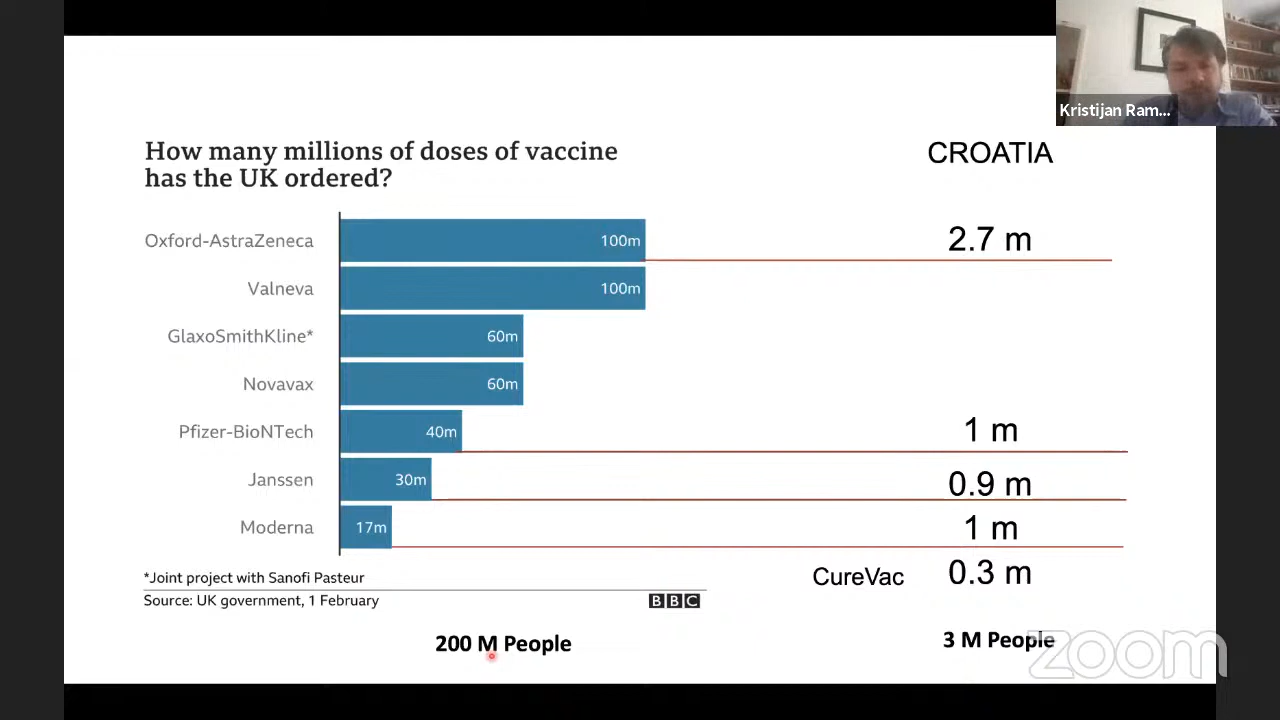 Kristijan Ram...
How many millions of doses of vaccine
has the UK ordered?
CROATIA
Oxford-AstraZeneca 100m 2.7 m
Valneva 100m
GlaxoSmithKline* 60m
Novavax 60m
Pfizer-BioNTech 40m 1 m
Janssen 30m 0.9 m
Moderna 17m 1 m
CureVac 0.3 m
*Joint project with Sanofi Pasteur
Source: UK government, 1 February
BBC
200 M People
3 M People
zoom